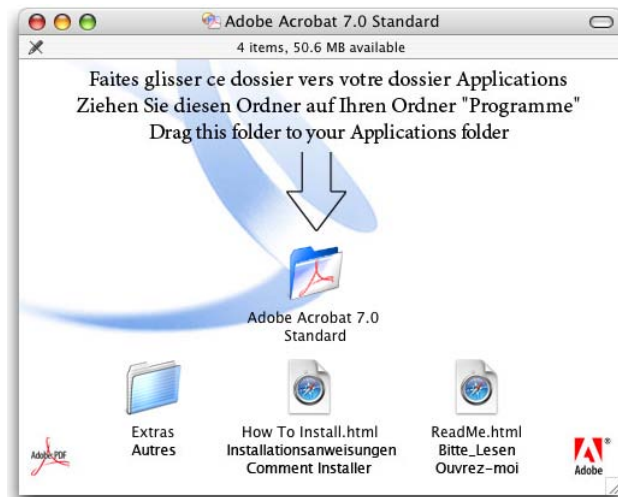 Adobe Acrobat 7.0 Standard
4 items, 50.6 MB available
Faites glisser ce dossier vers votre dossier Applications
Ziehen Sie diesen Ordner auf Ihren Ordner "Programme"
Drag this folder to your Applications folder
Adobe Acrobat 7.0
Standard
Extras
Autres
How To Install.html
Installationsanweisungen
Comment Installer
ReadMe.html
Bitte_Lesen
Ouvrez-moi
Adobe PDF
Adobe®